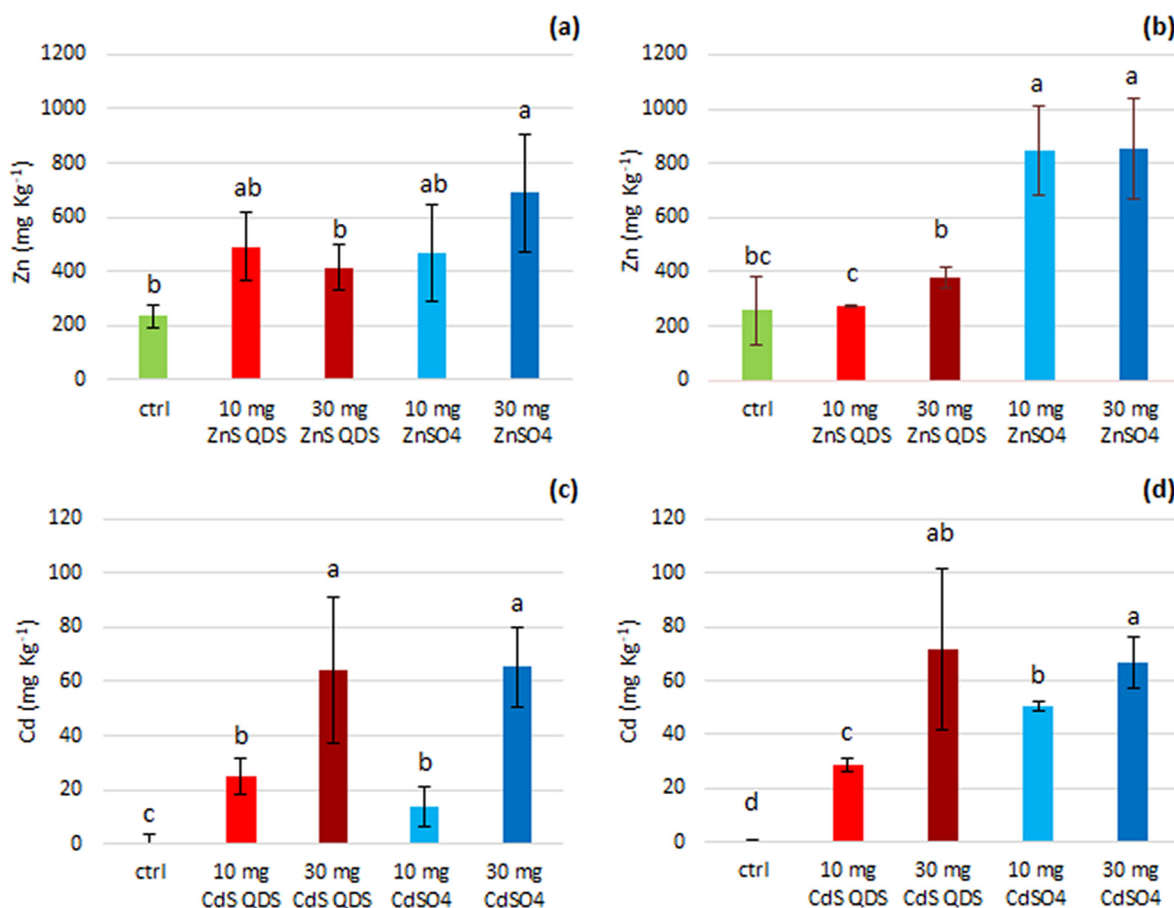 (a)
1200
1000
800
600
400
200
0
Zn (mg Kg⁻¹)
b
ab
b
ab
a
ctrl
10 mg ZnS QDS
30 mg ZnS QDS
10 mg ZnSO4
30 mg ZnSO4
(b)
1200
1000
800
600
400
200
0
Zn (mg Kg⁻¹)
bc
c
b
a
a
ctrl
10 mg ZnS QDS
30 mg ZnS QDS
10 mg ZnSO4
30 mg ZnSO4
(c)
120
100
80
60
40
20
0
Cd (mg Kg⁻¹)
c
b
a
b
a
ctrl
10 mg CdS QDS
30 mg CdS QDS
10 mg CdSO4
30 mg CdSO4
(d)
120
100
80
60
40
20
0
Cd (mg Kg⁻¹)
d
c
ab
b
a
ctrl
10 mg CdS QDS
30 mg CdS QDS
10 mg CdSO4
30 mg CdSO4